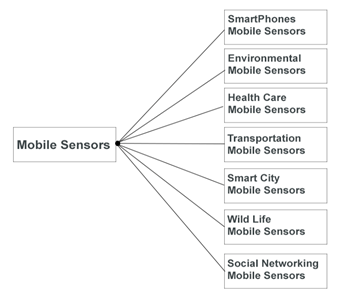 SmartPhones
Mobile Sensors
Environmental
Mobile Sensors
Health Care
Mobile Sensors
Mobile Sensors
Transportation
Mobile Sensors
Smart City
Mobile Sensors
Wild Life
Mobile Sensors
Social Networking
Mobile Sensors